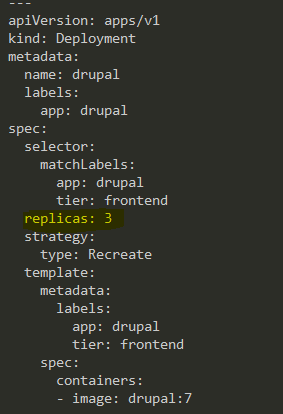 ---
apiVersion: apps/v1
kind: Deployment
metadata:
  name: drupal
  labels:
    app: drupal
spec:
  selector:
    matchLabels:
      app: drupal
      tier: frontend
  replicas: 3
  strategy:
    type: Recreate
  template:
    metadata:
      labels:
        app: drupal
        tier: frontend
    spec:
      containers:
      - image: drupal:7